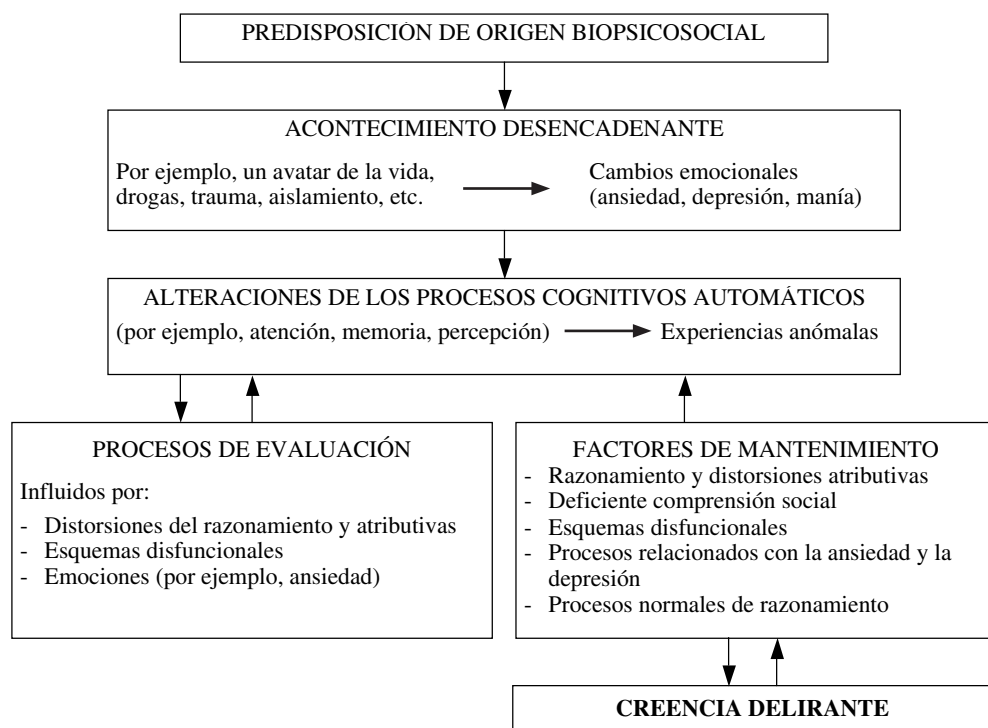 PREDISPOSICIÓN DE ORIGEN BIOPSICOSOCIAL
ACONTECIMIENTO DESENCADENANTE
Por ejemplo, un avatar de la vida,
drogas, trauma, aislamiento, etc.
Cambios emocionales
(ansiedad, depresión, manía)
ALTERACIONES DE LOS PROCESOS COGNITIVOS AUTOMÁTICOS
(por ejemplo, atención, memoria, percepción)
Experiencias anómalas
PROCESOS DE EVALUACIÓN
Influidos por:
- Distorsiones del razonamiento y atributivas
- Esquemas disfuncionales
- Emociones (por ejemplo, ansiedad)
FACTORES DE MANTENIMIENTO
- Razonamiento y distorsiones atributivas
- Deficiente comprensión social
- Esquemas disfuncionales
- Procesos relacionados con la ansiedad y la
depresión
- Procesos normales de razonamiento
CREENCIA DELIRANTE